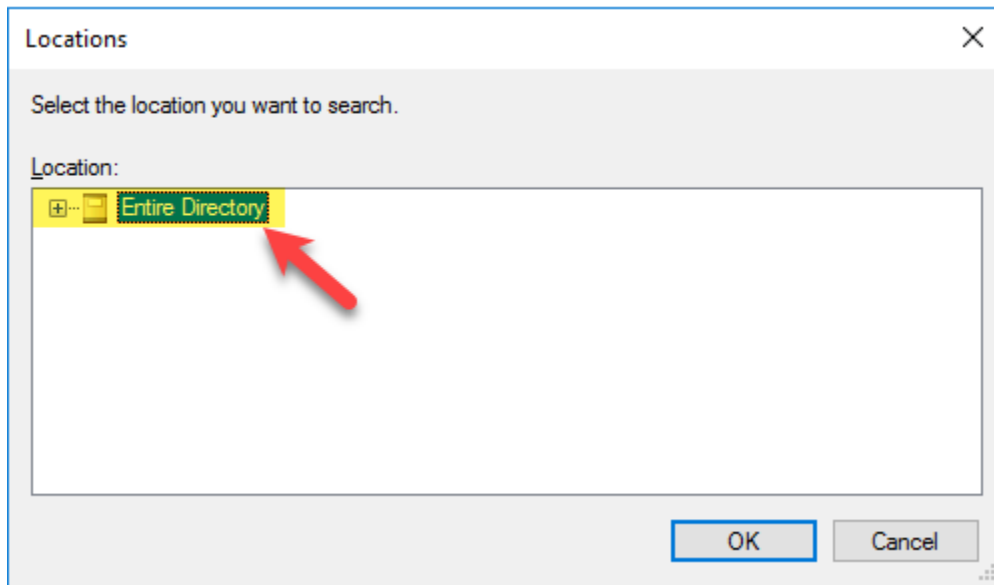 Locations
Select the location you want to search.
Location:
Entire Directory
OK Cancel